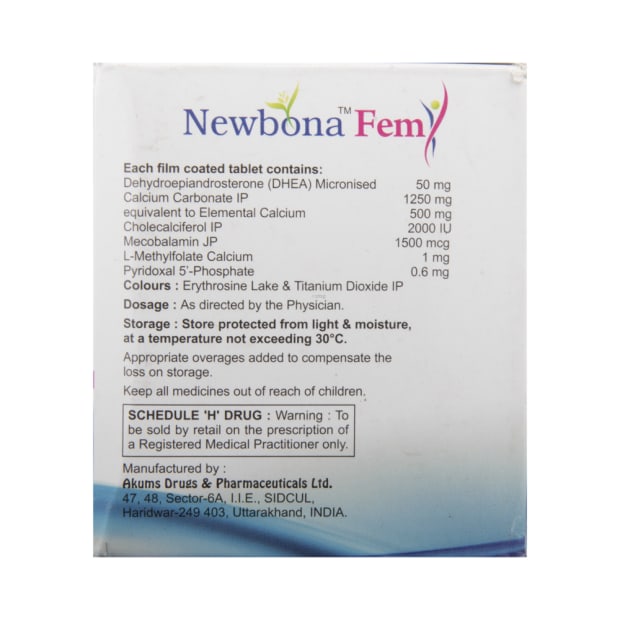 Newbona™ Fem
Each film coated tablet contains:
Dehydroepiandrosterone (DHEA) Micronised 50 mg
Calcium Carbonate IP 1250 mg
equivalent to Elemental Calcium 500 mg
Cholecalciferol IP 2000 IU
Mecobalamin JP 1500 mcg
L-Methylfolate Calcium 1 mg
Pyridoxal 5'-Phosphate 0.6 mg
Colours : Erythrosine Lake & Titanium Dioxide IP
Dosage : As directed by the Physician.
Storage : Store protected from light & moisture,
at a temperature not exceeding 30°C.
Appropriate overages added to compensate the
loss on storage.
Keep all medicines out of reach of children.
SCHEDULE 'H' DRUG : Warning : To
be sold by retail on the prescription of
a Registered Medical Practitioner only.
Manufactured by :
Akums Drugs & Pharmaceuticals Ltd.
47, 48, Sector-6A, I.I.E., SIDCUL,
Haridwar-249 403, Uttarakhand, INDIA.